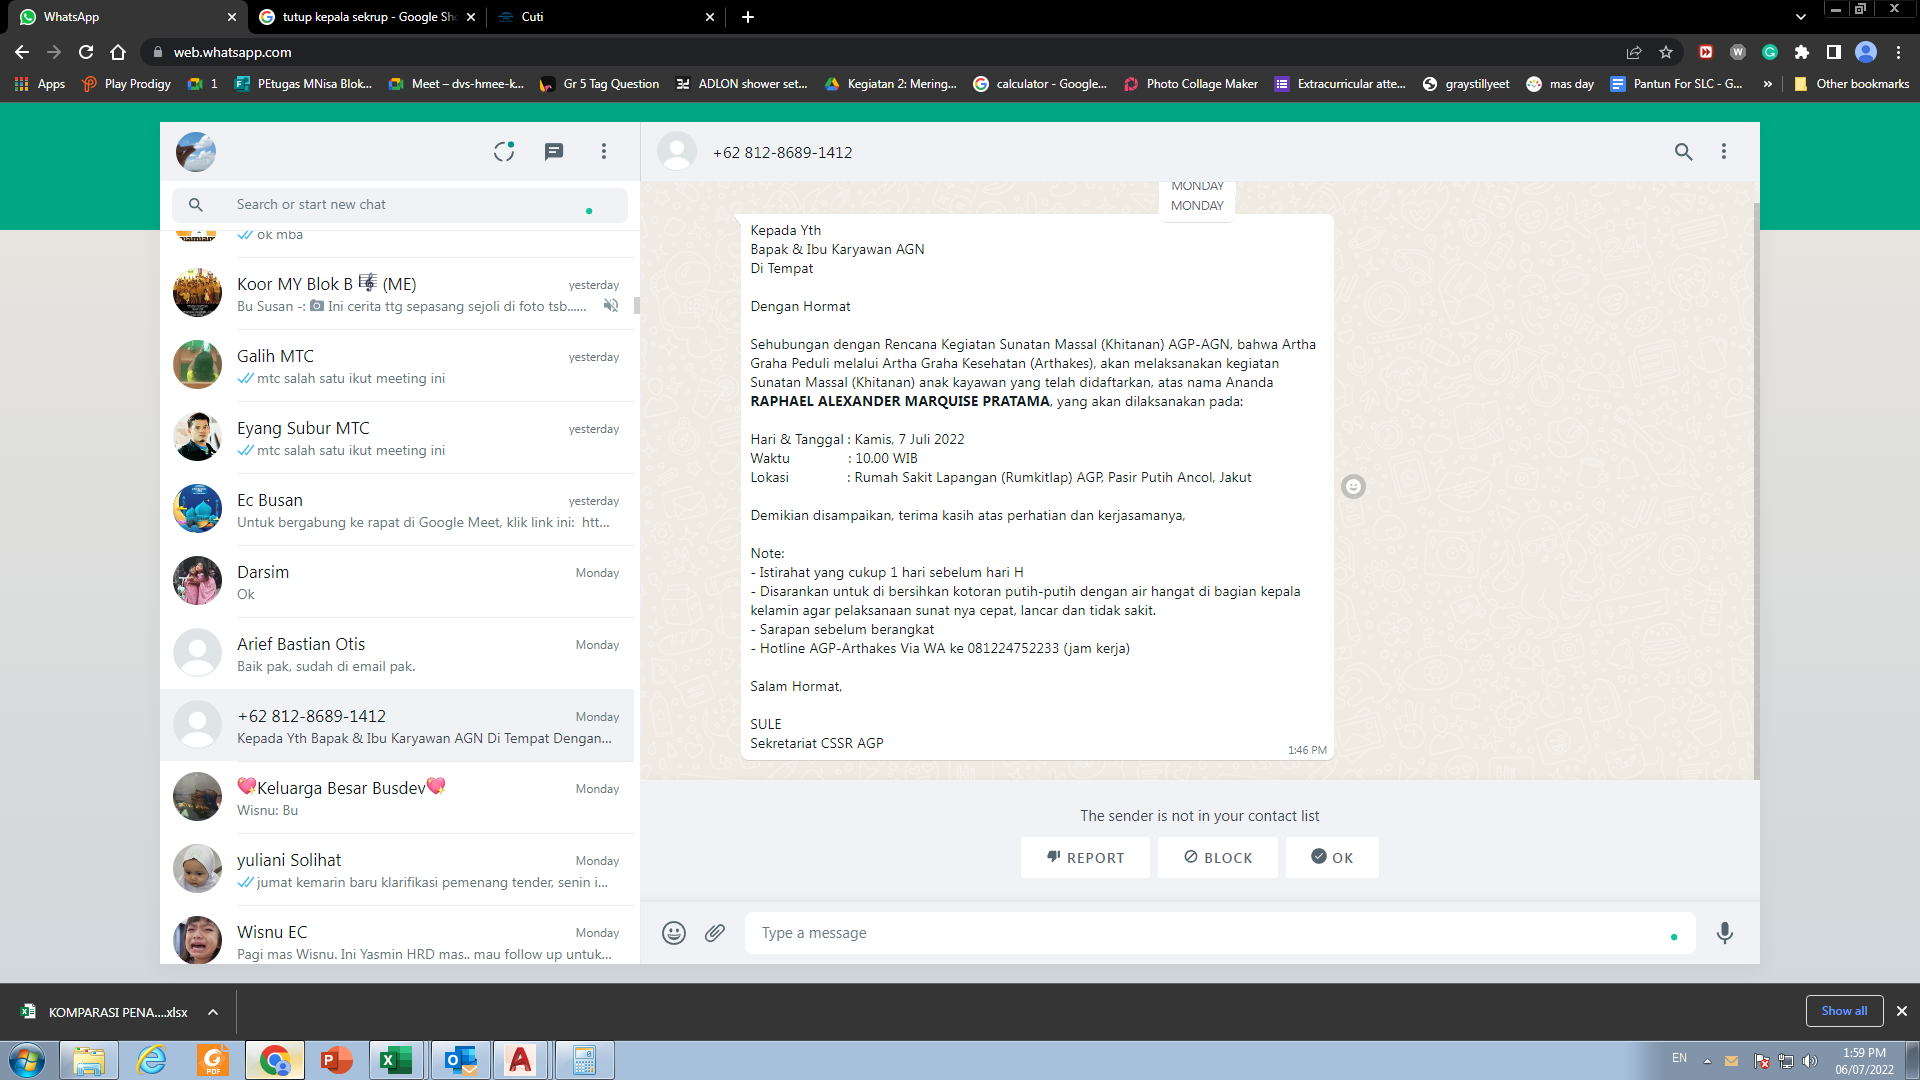 WhatsApp
tutup kepala sekrup - Google Sho
Cuti
web.whatsapp.com
Apps
Play Prodigy
1
PEtugas MNisa Blok...
Meet – dvs-hmee-k...
Gr 5 Tag Question
ADLON shower set...
Kegiatan 2: Mering...
calculator - Google...
Photo Collage Maker
Extracurricular atte...
graystillyeet
mas day
Pantun For SLC - G...
»
Other bookmarks
Search or start new chat
ok mba
Koor MY Blok B 🎼 (ME)
yesterday
Bu Susan -: 📷 Ini cerita ttg sepasang sejoli di foto tsb......
Galih MTC
yesterday
mtc salah satu ikut meeting ini
Eyang Subur MTC
yesterday
mtc salah satu ikut meeting ini
Ec Busan
yesterday
Untuk bergabung ke rapat di Google Meet, klik link ini: htt...
Darsim
Monday
Ok
Arief Bastian Otis
Monday
Baik pak, sudah di email pak.
+62 812-8689-1412
Monday
Kepada Yth Bapak & Ibu Karyawan AGN Di Tempat Dengan...
💖Keluarga Besar Busdev💖
Monday
Wisnu: Bu
yuliani Solihat
Monday
jumat kemarin baru klarifikasi pemenang tender, senin i...
Wisnu EC
Monday
Pagi mas Wisnu. Ini Yasmin HRD mas.. mau follow up untuk...
+62 812-8689-1412
MONDAY
MONDAY
Kepada Yth
Bapak & Ibu Karyawan AGN
Di Tempat
Dengan Hormat
Sehubungan dengan Rencana Kegiatan Sunatan Massal (Khitanan) AGP-AGN, bahwa Artha
Graha Peduli melalui Artha Graha Kesehatan (Arthakes), akan melaksanakan kegiatan
Sunatan Massal (Khitanan) anak kayawan yang telah didaftarkan, atas nama Ananda
RAPHAEL ALEXANDER MARQUISE PRATAMA, yang akan dilaksanakan pada:
Hari & Tanggal : Kamis, 7 Juli 2022
Waktu : 10.00 WIB
Lokasi : Rumah Sakit Lapangan (Rumkitlap) AGP, Pasir Putih Ancol, Jakut
Demikian disampaikan, terima kasih atas perhatian dan kerjasamanya,
Note:
- Istirahat yang cukup 1 hari sebelum hari H
- Disarankan untuk di bersihkan kotoran putih-putih dengan air hangat di bagian kepala
kelamin agar pelaksanaan sunat nya cepat, lancar dan tidak sakit.
- Sarapan sebelum berangkat
- Hotline AGP-Arthakes Via WA ke 081224752233 (jam kerja)
Salam Hormat,
SULE
Sekretariat CSSR AGP
1:46 PM
The sender is not in your contact list
REPORT
BLOCK
OK
Type a message
KOMPARASI PENA....xlsx
Show all
EN
1:59 PM
06/07/2022